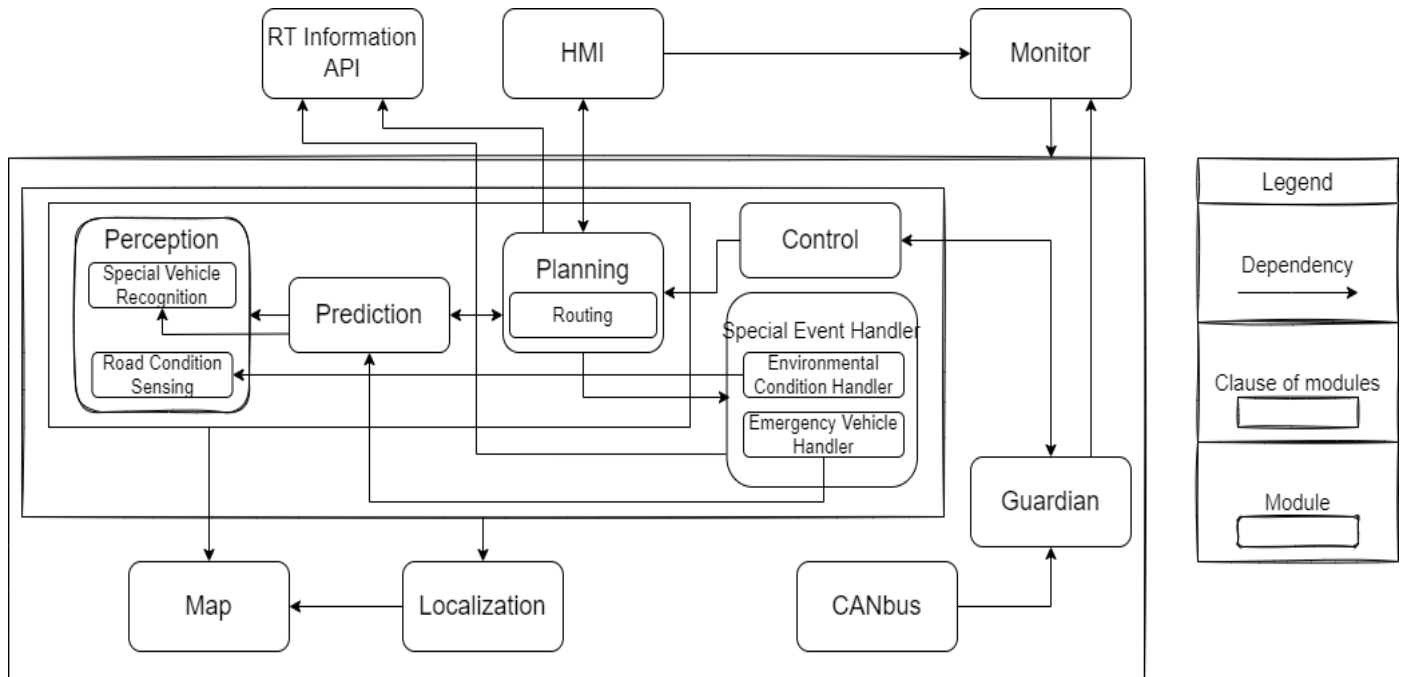 RT Information
API
HMI
Monitor
Perception
Special Vehicle
Recognition
Road Condition
Sensing
Prediction
Planning
Routing
Control
Special Event Handler
Environmental
Condition Handler
Emergency Vehicle
Handler
Guardian
Map
Localization
CANbus
Legend
Dependency
Clause of modules
Module